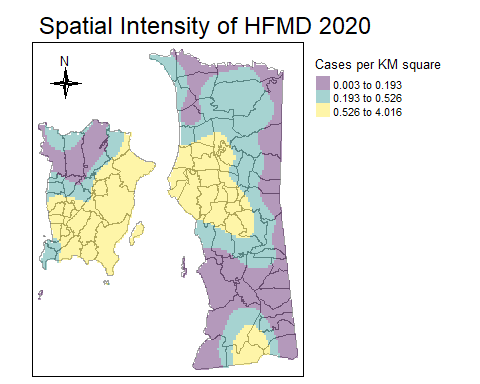 Spatial Intensity of HFMD 2020
N
Cases per KM square
0.003 to 0.193
0.193 to 0.526
0.526 to 4.016